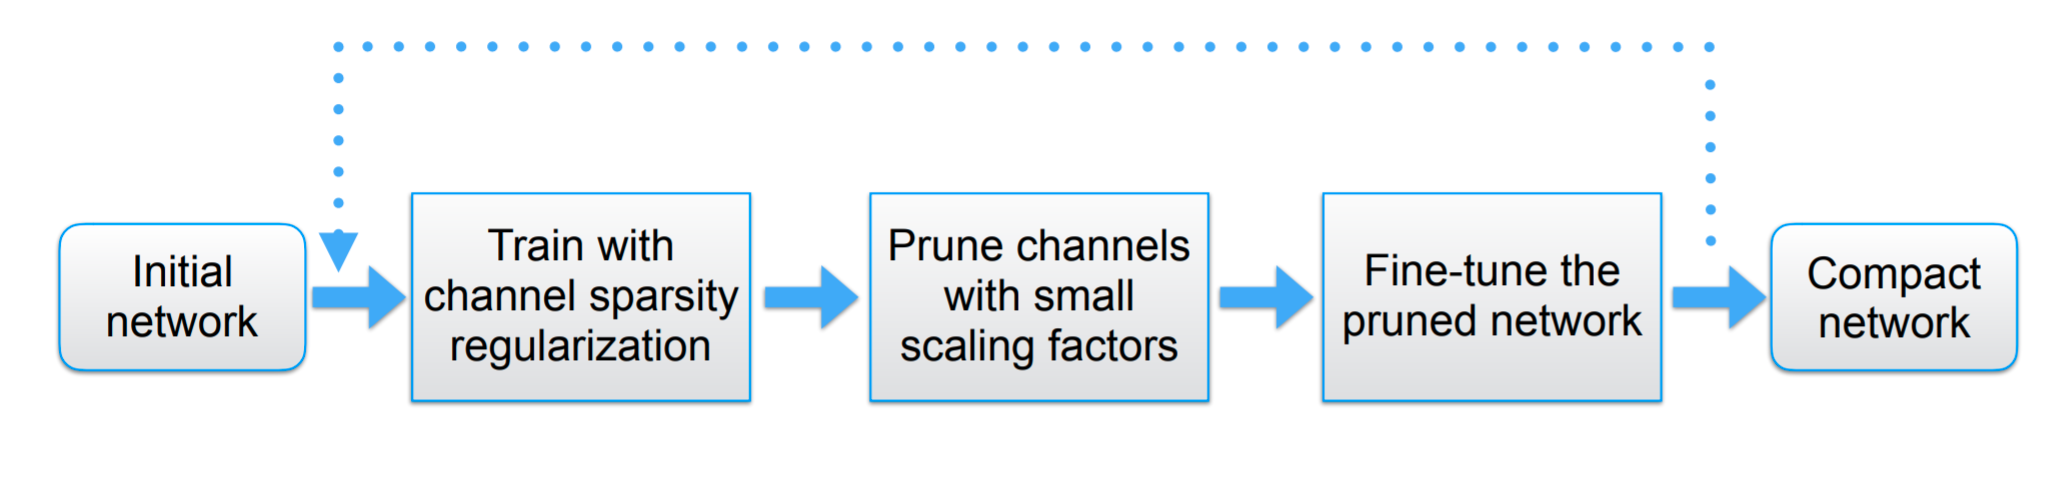 Initial
network
Train with
channel sparsity
regularization
Prune channels
with small
scaling factors
Fine-tune the
pruned network
Compact
network